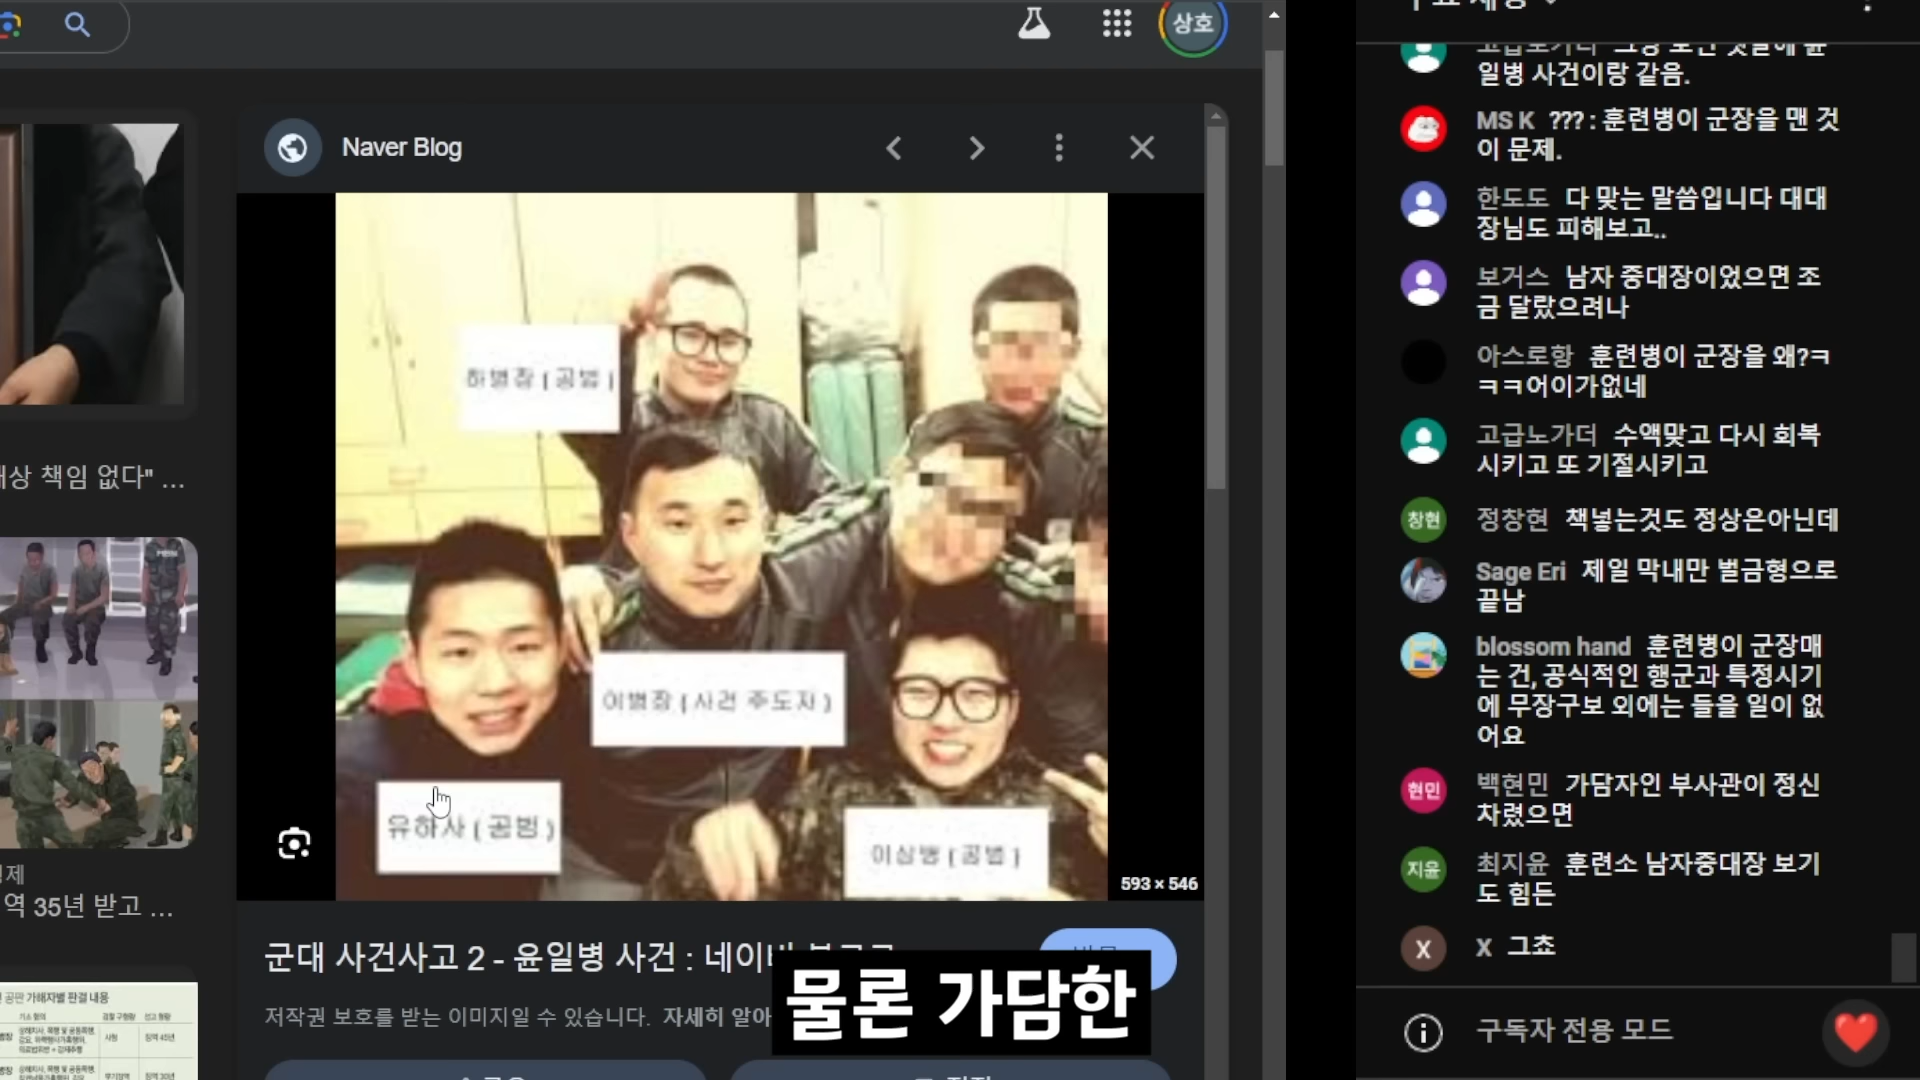 상호
Naver Blog
하병장 ( 공범 )
이병장 ( 사건 주도자 )
유하사 ( 공범 )
이상병 ( 공범 )
593 × 546
군대 사건사고 2 - 윤일병 사건 :
저작권 보호를 받는 이미지일 수 있습니다. 자세히
물론 가담한
책임 없다" ...
역 35년 받고 ...
공판 가해자별 판결 내용
일병 사건이랑 같음.
MS K ??? : 훈련병이 군장을 맨 것
이 문제.
한도도 다 맞는 말씀입니다 대대
장님도 피해보고..
보거스 남자 중대장이었으면 조
금 달랐으려나
아스로항 훈련병이 군장을 왜?ㅋ
ㅋㅋ어이가없네
고급노가더 수액맞고 다시 회복
시키고 또 기절시키고
창현 정창현 책넣는것도 정상은아닌데
Sage Eri 제일 막내만 벌금형으로
끝남
blossom hand 훈련병이 군장매
는 건, 공식적인 행군과 특정시기
에 무장구보 외에는 들을 일이 없
어요
현민 백현민 가담자인 부사관이 정신
차렸으면
지윤 최지윤 훈련소 남자중대장 보기
도 힘든
X X 그쵸
구독자 전용 모드